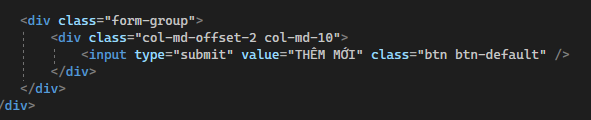 <div class="form-group">
<div class="col-md-offset-2 col-md-10">
<input type="submit" value="THÊM MỚI" class="btn btn-default" />
</div>
</div>
/div>